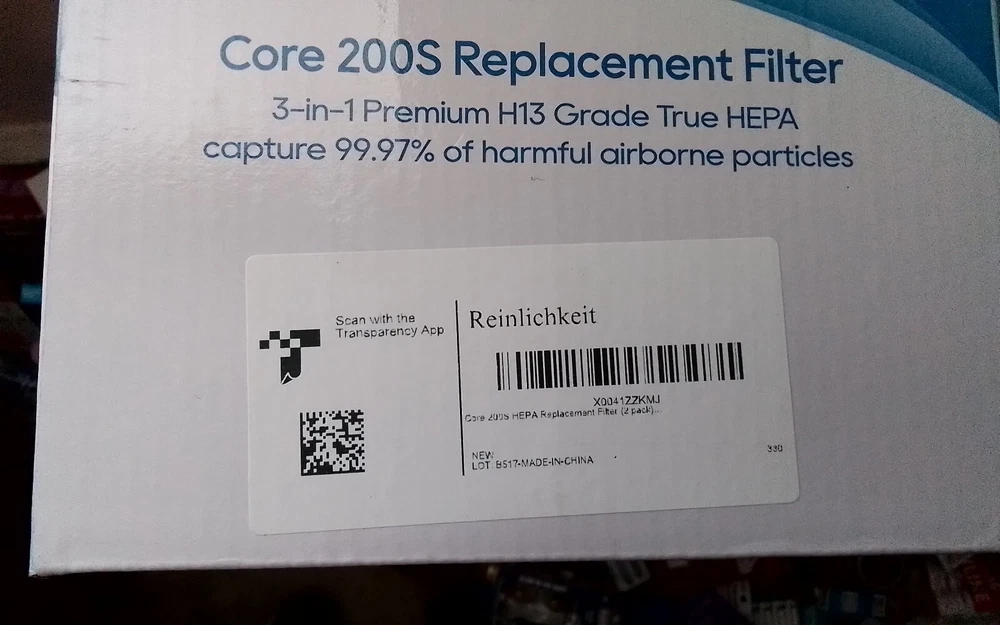 Core 200S Replacement Filter
3-in-1 Premium H13 Grade True HEPA
capture 99.97% of harmful airborne particles
Scan with the
Transparency App
Reinlichkeit
X0041ZZKMJ
Core 200S HEPA Replacement Filter (2 pack)...
NEW
LOT: B517-MADE-IN-CHINA
330